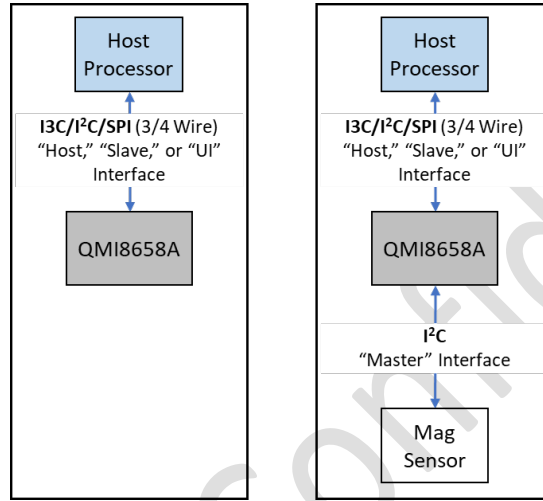 Host
Processor
I3C/I²C/SPI (3/4 Wire)
“Host,” “Slave,” or “UI”
Interface
QMI8658A
Host
Processor
I3C/I²C/SPI (3/4 Wire)
“Host,” “Slave,” or “UI”
Interface
QMI8658A
I²C
“Master” Interface
Mag
Sensor